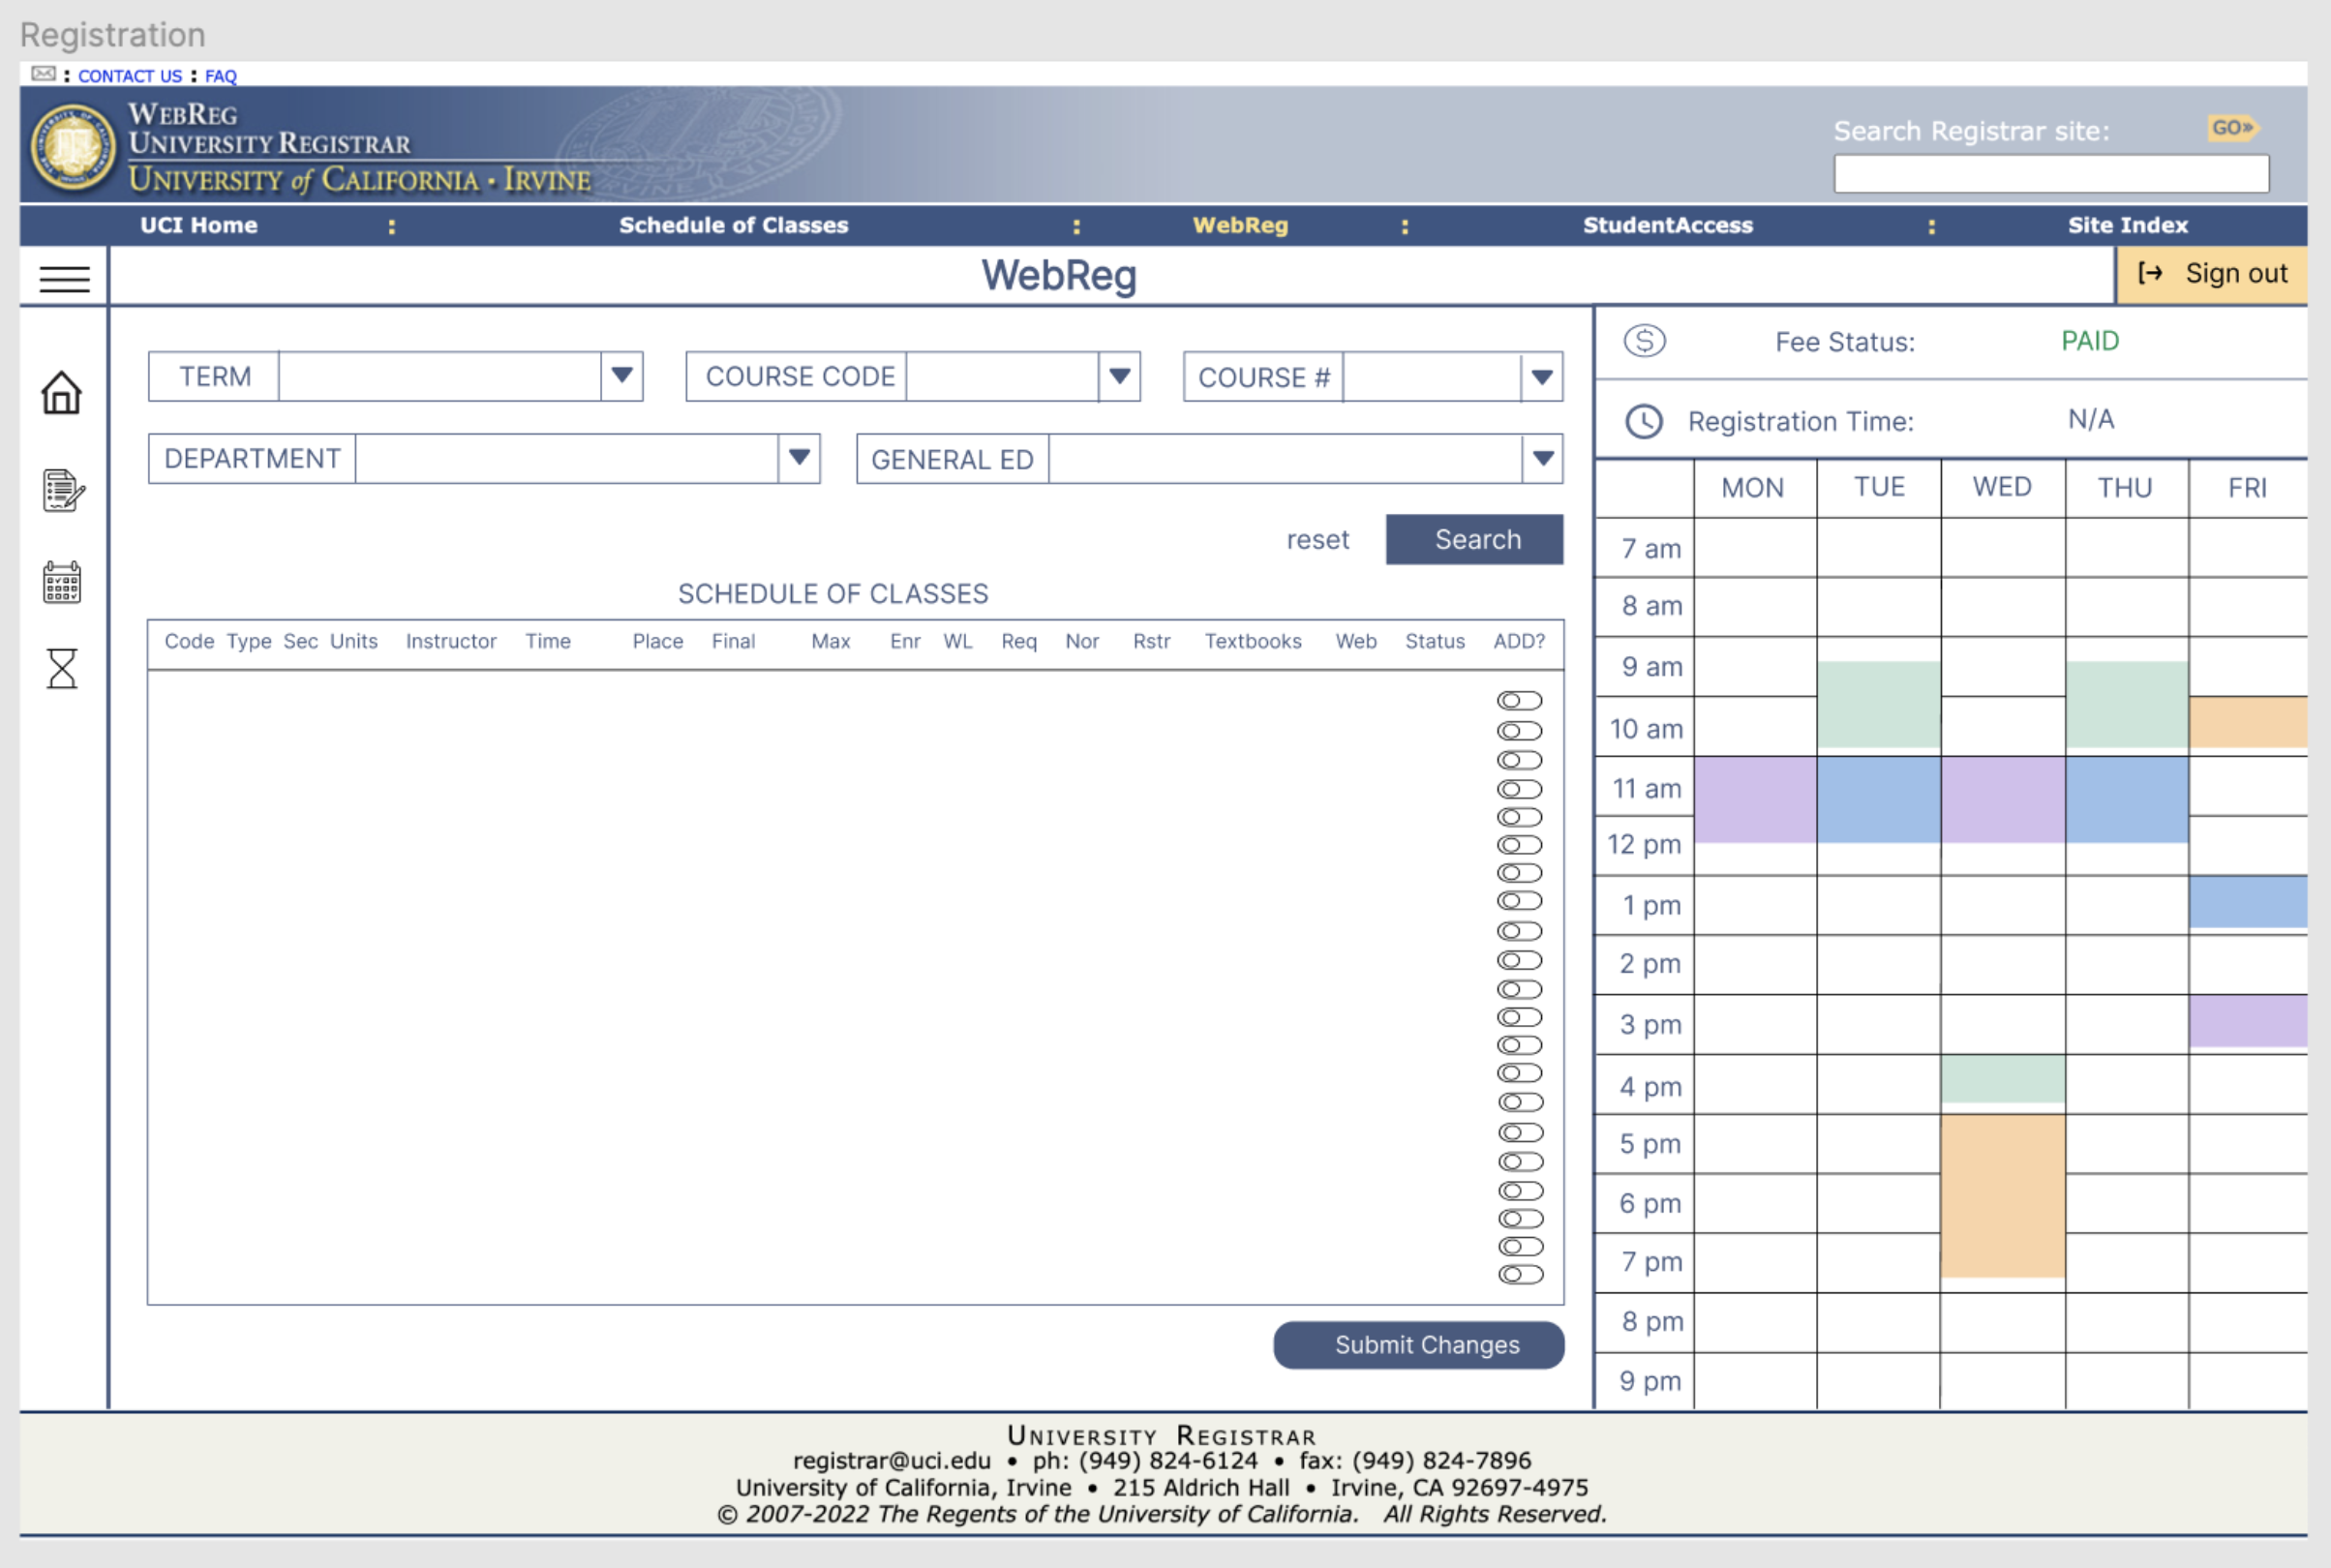 Registration
: CONTACT US : FAQ
WEBREG
UNIVERSITY REGISTRAR
UNIVERSITY of CALIFORNIA · IRVINE
Search Registrar site: GO»
UCI Home : Schedule of Classes : WebReg : StudentAccess : Site Index
WebReg
Sign out
TERM COURSE CODE COURSE #
DEPARTMENT GENERAL ED
reset Search
SCHEDULE OF CLASSES
Code Type Sec Units Instructor Time Place Final Max Enr WL Req Nor Rstr Textbooks Web Status ADD?
Submit Changes
$ Fee Status: PAID
Registration Time: N/A
MON TUE WED THU FRI
7 am
8 am
9 am
10 am
11 am
12 pm
1 pm
2 pm
3 pm
4 pm
5 pm
6 pm
7 pm
8 pm
9 pm
UNIVERSITY REGISTRAR
registrar@uci.edu • ph: (949) 824-6124 • fax: (949) 824-7896
University of California, Irvine • 215 Aldrich Hall • Irvine, CA 92697-4975
© 2007-2022 The Regents of the University of California. All Rights Reserved.